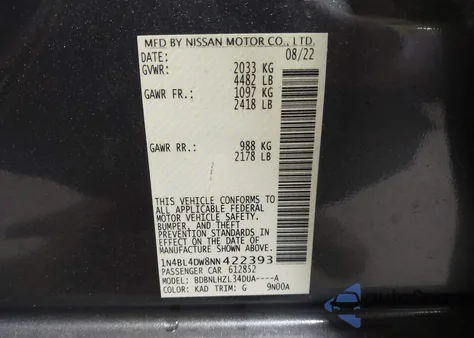 MFD BY NISSAN MOTOR CO., LTD.
DATE: 08/22
GVWR: 2033 KG
4482 LB
GAWR FR.: 1097 KG
2418 LB
GAWR RR.: 988 KG
2178 LB
THIS VEHICLE CONFORMS TO
ALL APPLICABLE FEDERAL
MOTOR VEHICLE SAFETY,
BUMPER, AND THEFT
PREVENTION STANDARDS IN
EFFECT ON THE DATE OF
MANUFACTURE SHOWN ABOVE.
1N4BL4DW8NN422393
PASSENGER CAR 612852
MODEL: BDBNLHZL34DUA----A
COLOR: KAD TRIM: G 9N00A